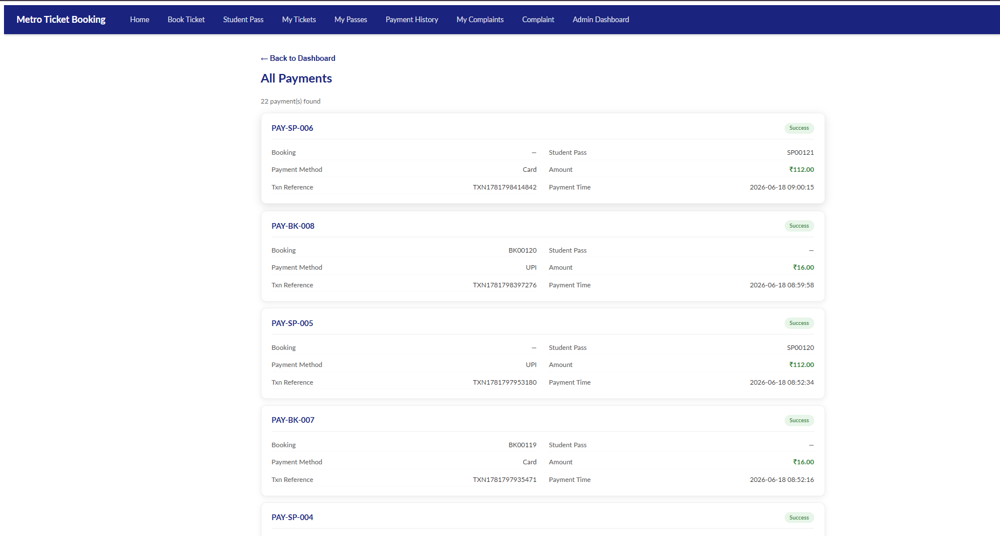 Metro Ticket Booking Home Book Ticket Student Pass My Tickets My Passes Payment History My Complaints Complaint Admin Dashboard
← Back to Dashboard
All Payments
22 payment(s) found
PAY-SP-006 Success
Booking — Student Pass SP00121
Payment Method Card Amount ₹112.00
Txn Reference TXN1781798414842 Payment Time 2026-06-18 09:00:15
PAY-BK-008 Success
Booking BK00120 Student Pass —
Payment Method UPI Amount ₹16.00
Txn Reference TXN1781798397276 Payment Time 2026-06-18 08:59:58
PAY-SP-005 Success
Booking — Student Pass SP00120
Payment Method UPI Amount ₹112.00
Txn Reference TXN1781797953180 Payment Time 2026-06-18 08:52:34
PAY-BK-007 Success
Booking BK00119 Student Pass —
Payment Method Card Amount ₹16.00
Txn Reference TXN1781797935471 Payment Time 2026-06-18 08:52:16
PAY-SP-004 Success